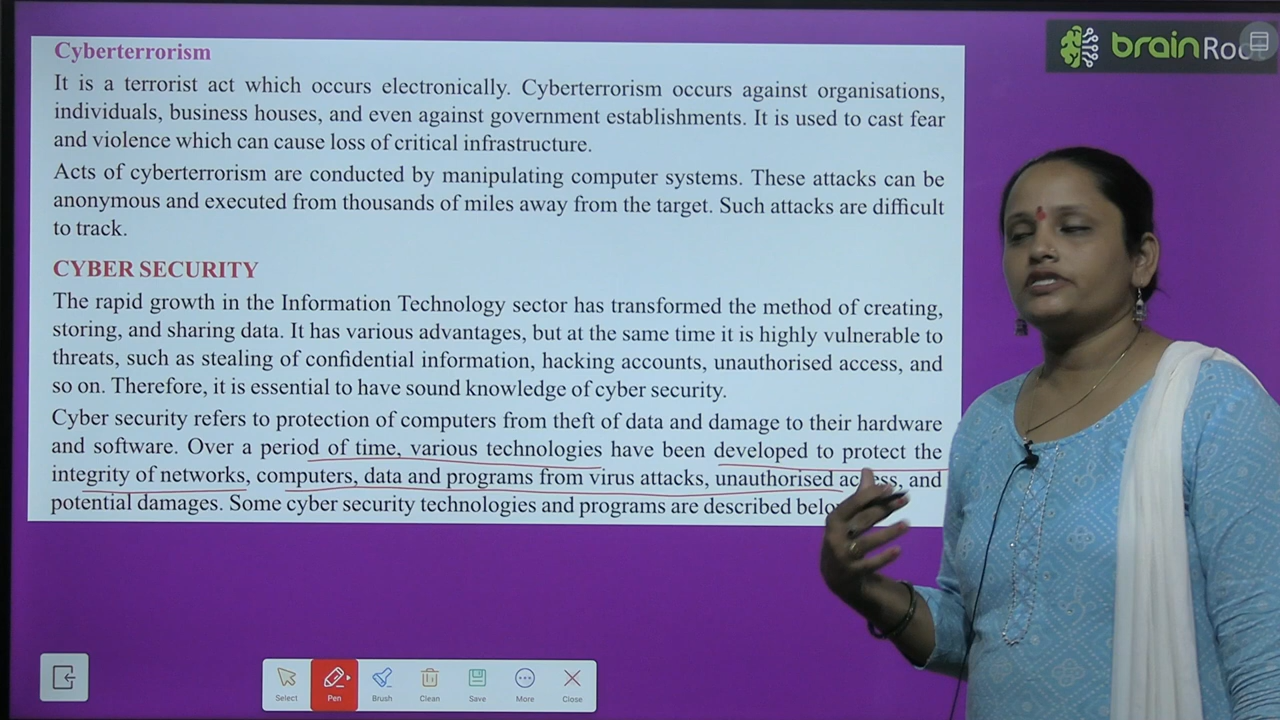 brainRoot
Cyberterrorism
It is a terrorist act which occurs electronically. Cyberterrorism occurs against organisations,
individuals, business houses, and even against government establishments. It is used to cast fear
and violence which can cause loss of critical infrastructure.
Acts of cyberterrorism are conducted by manipulating computer systems. These attacks can be
anonymous and executed from thousands of miles away from the target. Such attacks are difficult
to track.
CYBER SECURITY
The rapid growth in the Information Technology sector has transformed the method of creating,
storing, and sharing data. It has various advantages, but at the same time it is highly vulnerable to
threats, such as stealing of confidential information, hacking accounts, unauthorised access, and
so on. Therefore, it is essential to have sound knowledge of cyber security.
Cyber security refers to protection of computers from theft of data and damage to their hardware
and software. Over a period of time, various technologies have been developed to protect the
integrity of networks, computers, data and programs from virus attacks, unauthorised access, and
potential damages. Some cyber security technologies and programs are described belo
Select Pen Brush Clean Save More Close